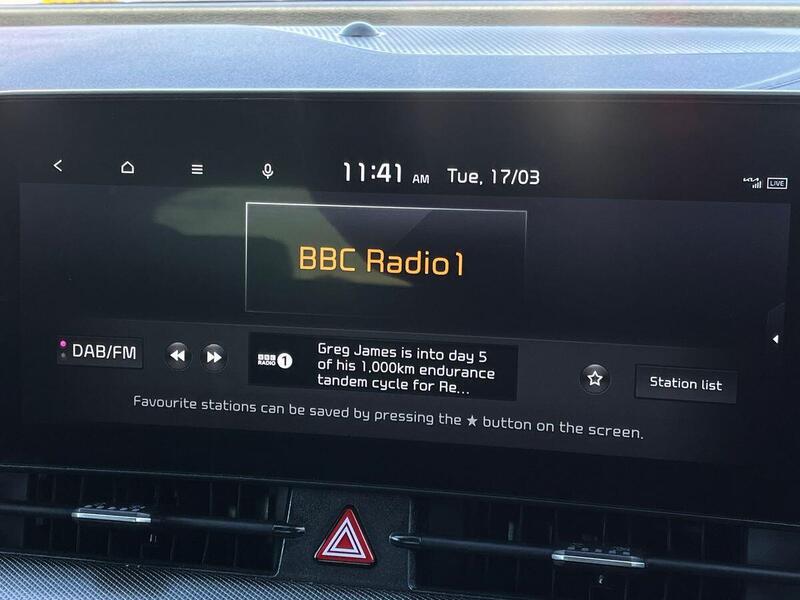 11:41 AM Tue, 17/03
KIA LIVE
BBC Radio1
DAB/FM
BBC RADIO 1
Greg James is into day 5
of his 1,000km endurance
tandem cycle for Re...
Station list
Favourite stations can be saved by pressing the ★ button on the screen.